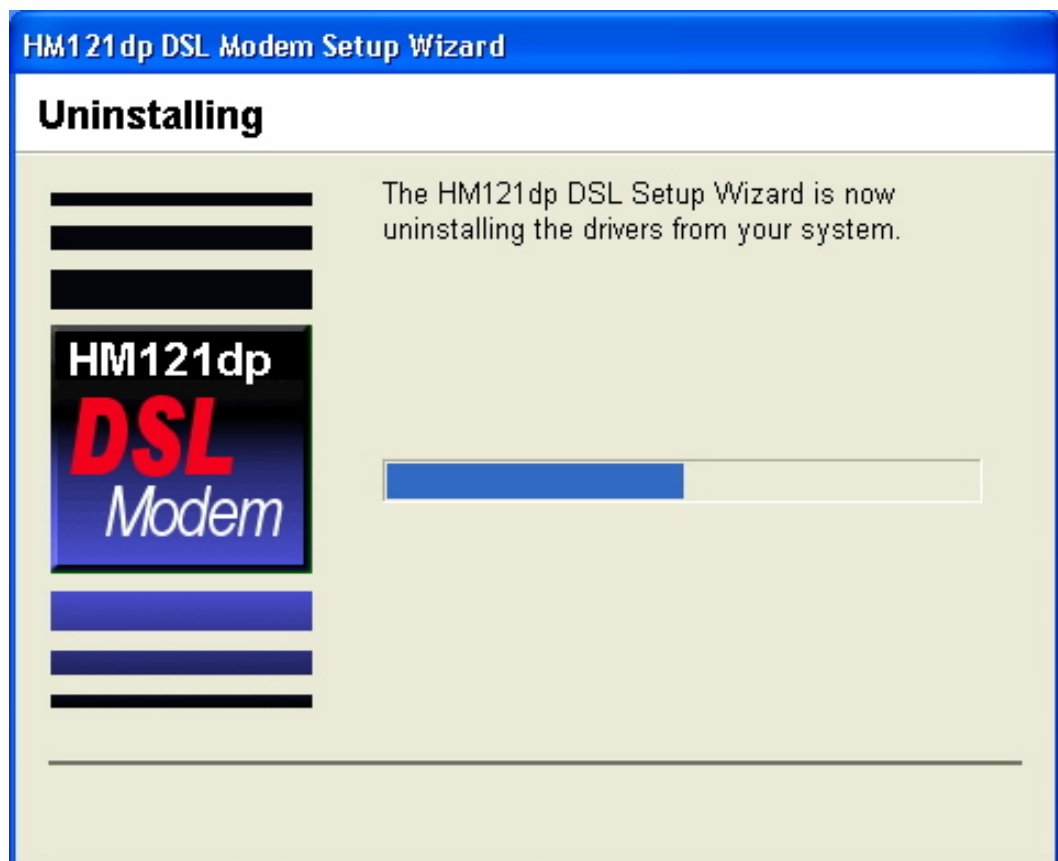 HM121dp DSL Modem Setup Wizard
Uninstalling
The HM121dp DSL Setup Wizard is now
uninstalling the drivers from your system.
HM121dp
DSL
Modem